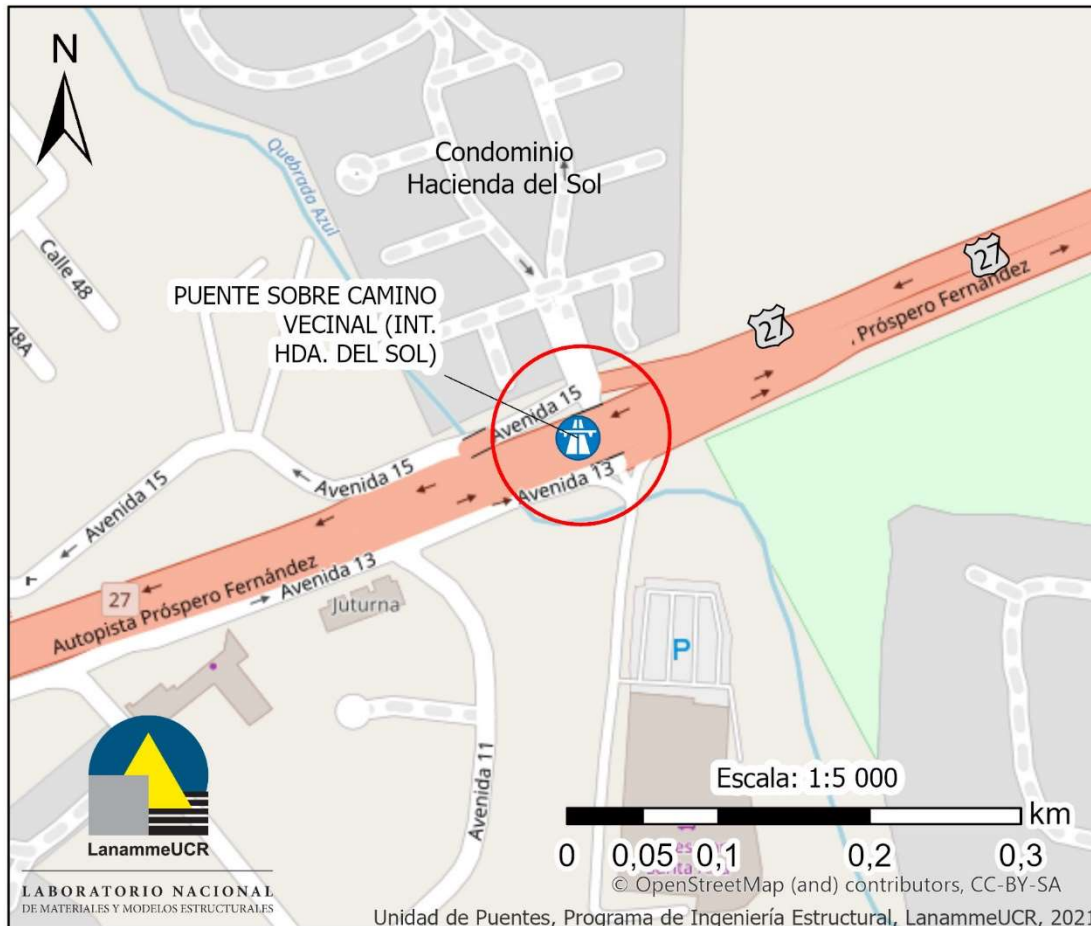 N
Quebrada Azul
Condominio
Hacienda del Sol
Calle 48
48A
PUENTE SOBRE CAMINO
VECINAL (INT.
HDA. DEL SOL)
27
27
Próspero Fernández
Avenida 15
Avenida 15
Avenida 15
Avenida 13
Avenida 13
27
Autopista Próspero Fernández
Juturna
P
Avenida 11
Escala: 1:5 000
km
0 0,05 0,1 0,2 0,3
LanammeUCR
LABORATORIO NACIONAL
DE MATERIALES Y MODELOS ESTRUCTURALES
© OpenStreetMap (and) contributors, CC-BY-SA
Unidad de Puentes, Programa de Ingeniería Estructural, LanammeUCR, 2021